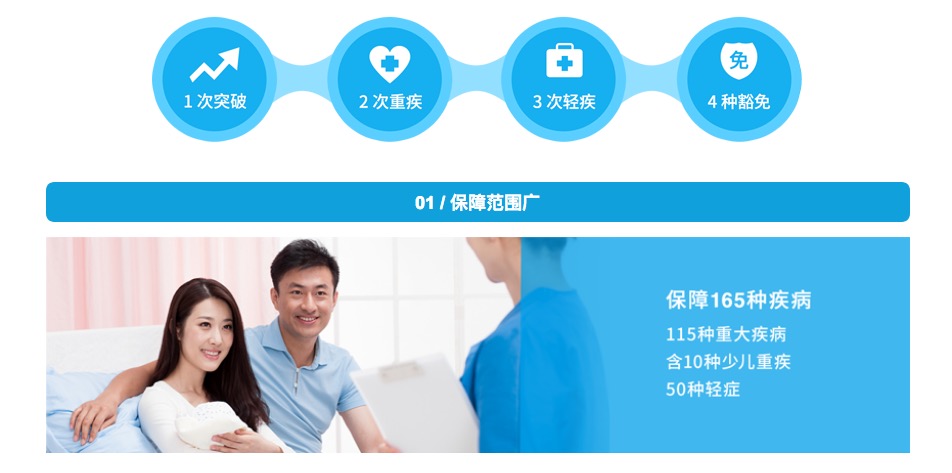 免
1 次突破
2 次重疾
3 次轻疾
4 种豁免
01 / 保障范围广
保障165种疾病
115种重大疾病
含10种少儿重疾
50种轻症